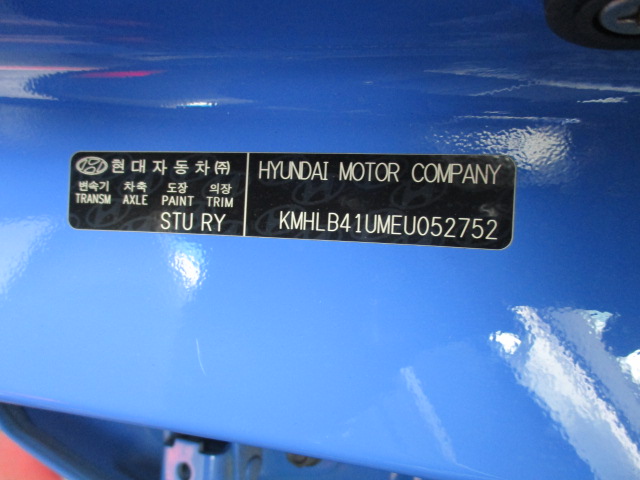 현대자동차㈜
변속기 차축 도장 의장
TRANSM AXLE PAINT TRIM
STU RY
HYUNDAI MOTOR COMPANY
KMHLB41UMEU052752